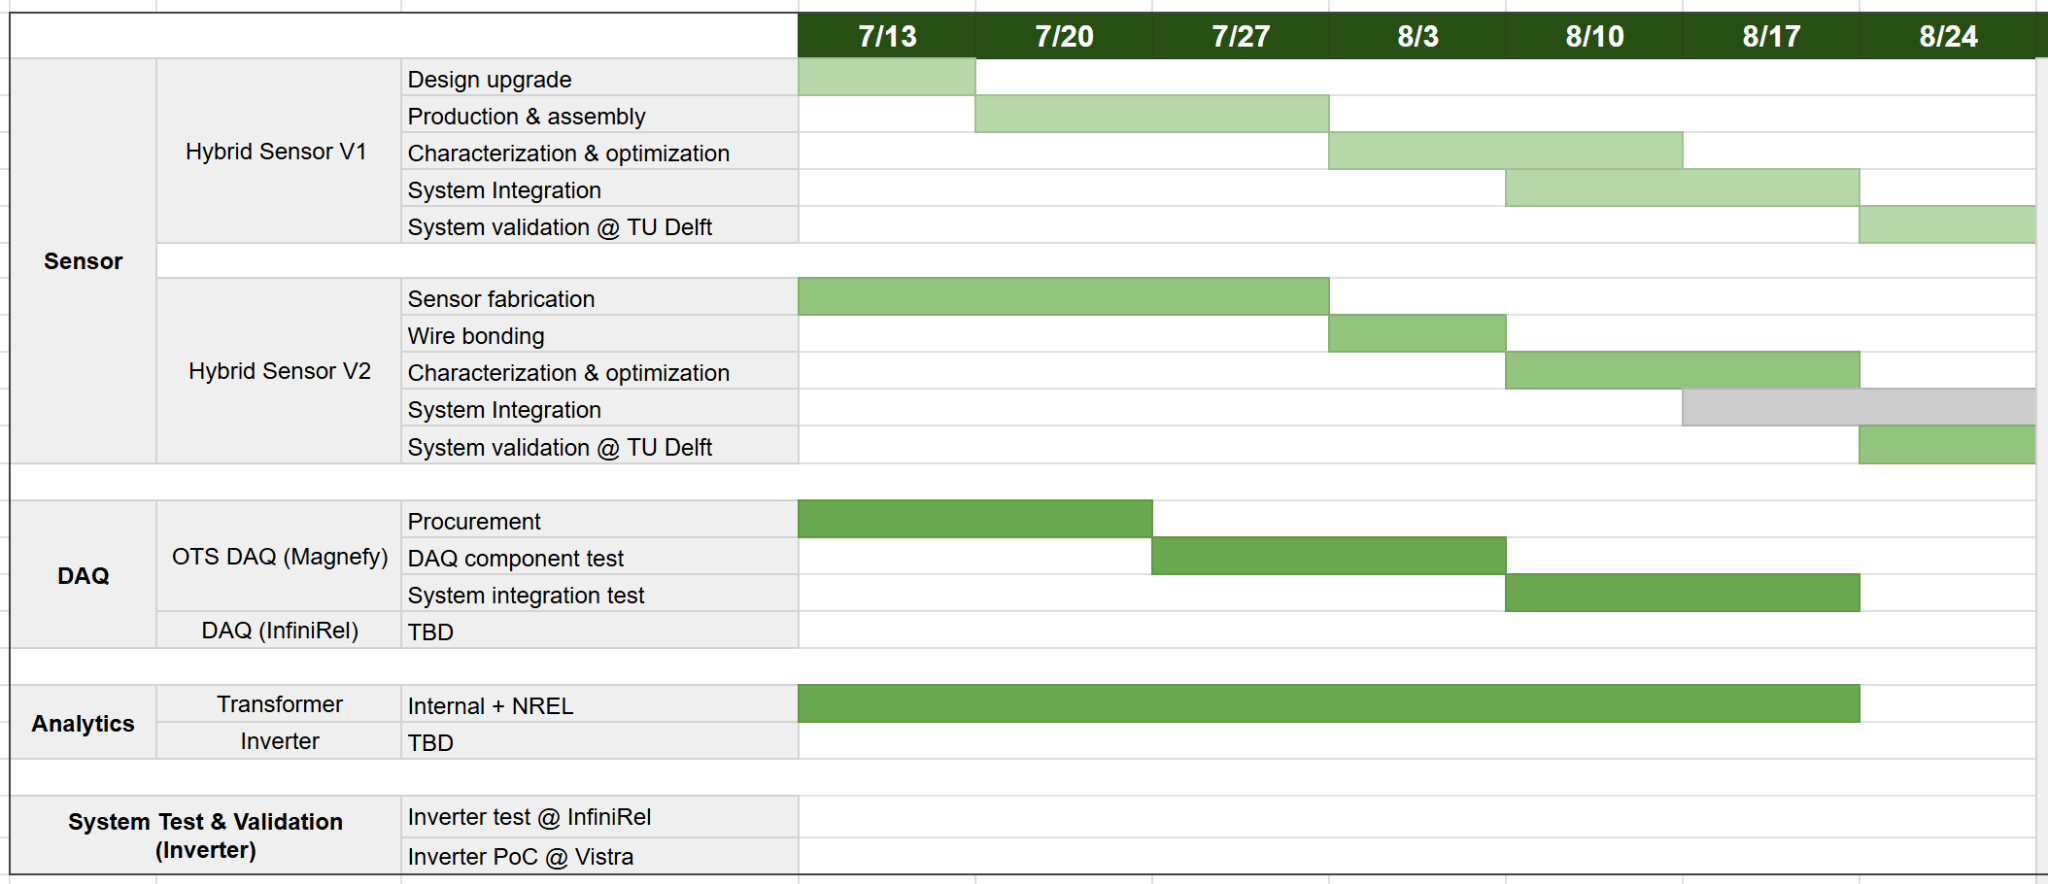 7/13 7/20 7/27 8/3 8/10 8/17 8/24
Sensor
Hybrid Sensor V1
Design upgrade
Production & assembly
Characterization & optimization
System Integration
System validation @ TU Delft
Hybrid Sensor V2
Sensor fabrication
Wire bonding
Characterization & optimization
System Integration
System validation @ TU Delft
DAQ
OTS DAQ (Magnefy)
Procurement
DAQ component test
System integration test
DAQ (InfiniRel)
TBD
Analytics
Transformer
Internal + NREL
Inverter
TBD
System Test & Validation
(Inverter)
Inverter test @ InfiniRel
Inverter PoC @ Vistra